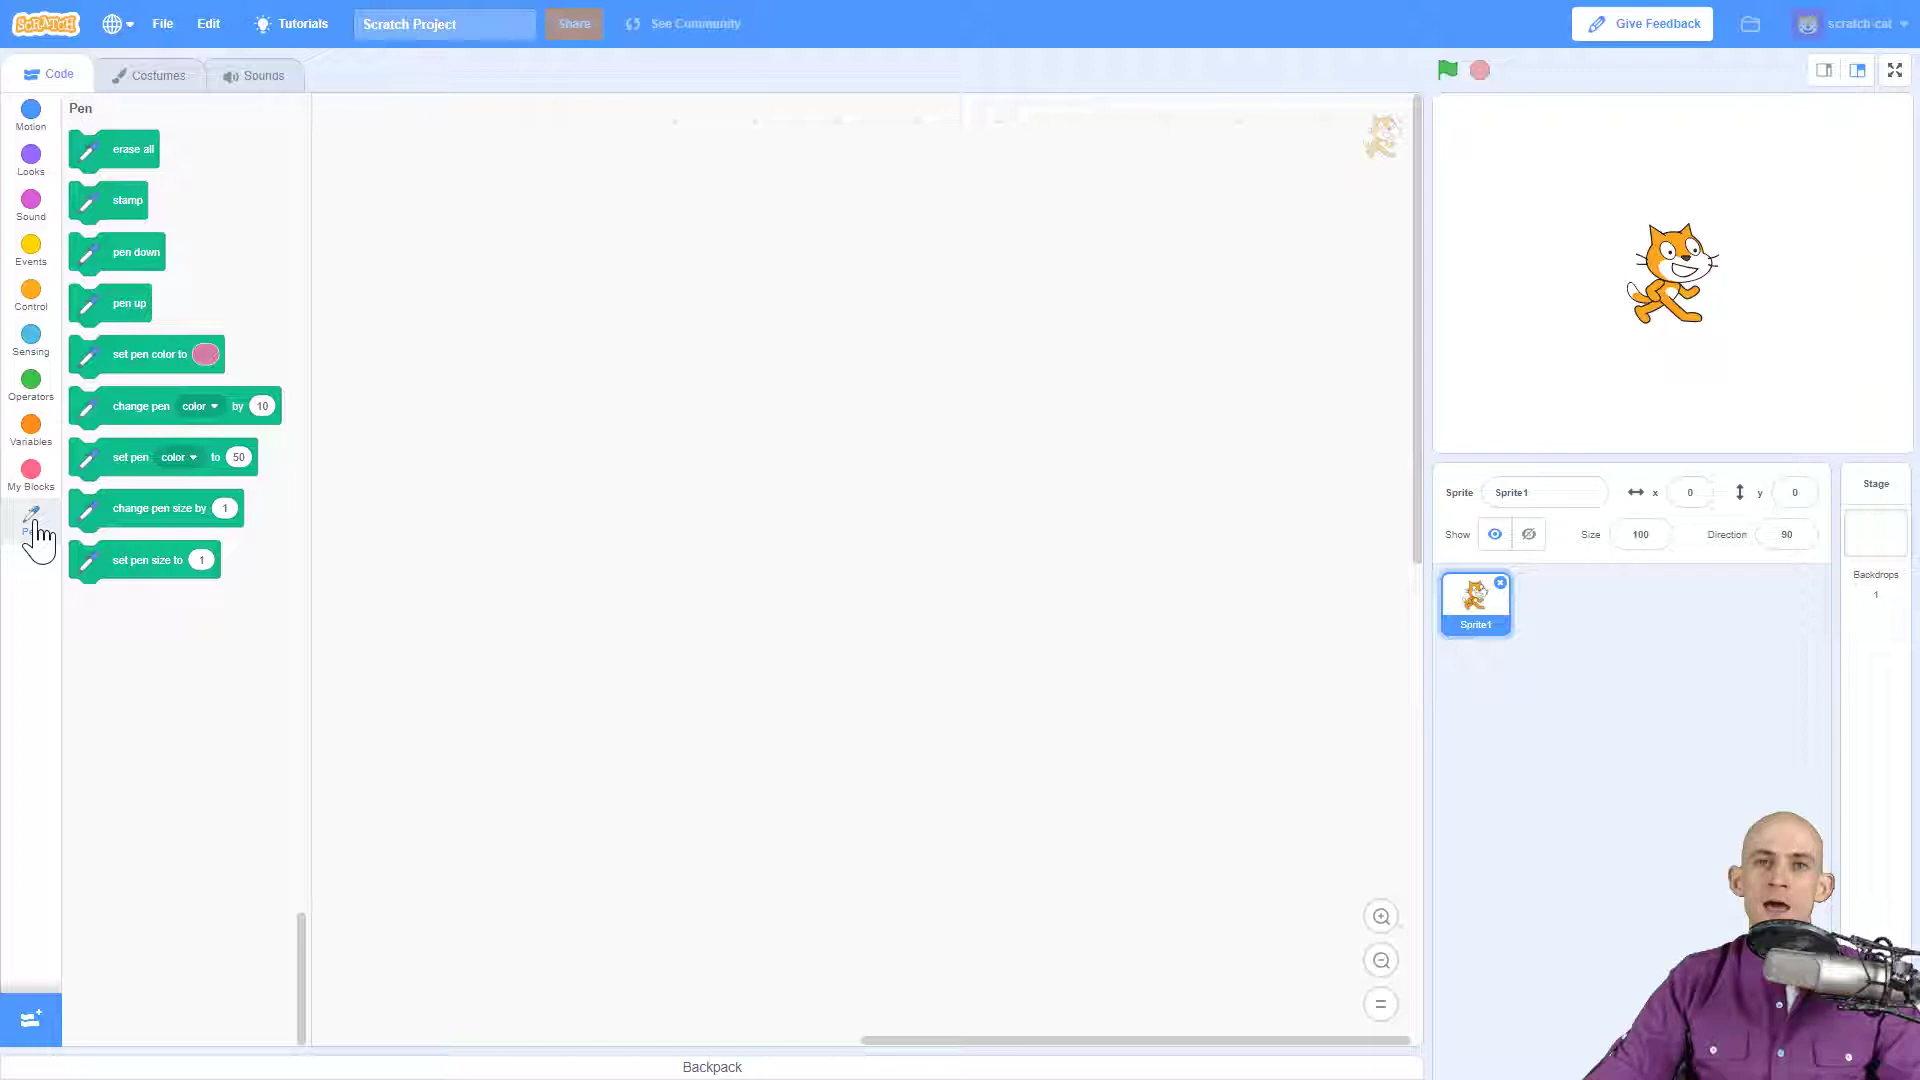 SCRATCH
File
Edit
Tutorials
Scratch Project
Share
See Community
Give Feedback
scratch-cat
Code
Costumes
Sounds
Motion
Looks
Sound
Events
Control
Sensing
Operators
Variables
My Blocks
Pen
erase all
stamp
pen down
pen up
set pen color to
change pen color by 10
set pen color to 50
change pen size by 1
set pen size to 1
Sprite Sprite1 x 0 y 0
Show Size 100 Direction 90
Sprite1
Stage
Backdrops
1
Backpack